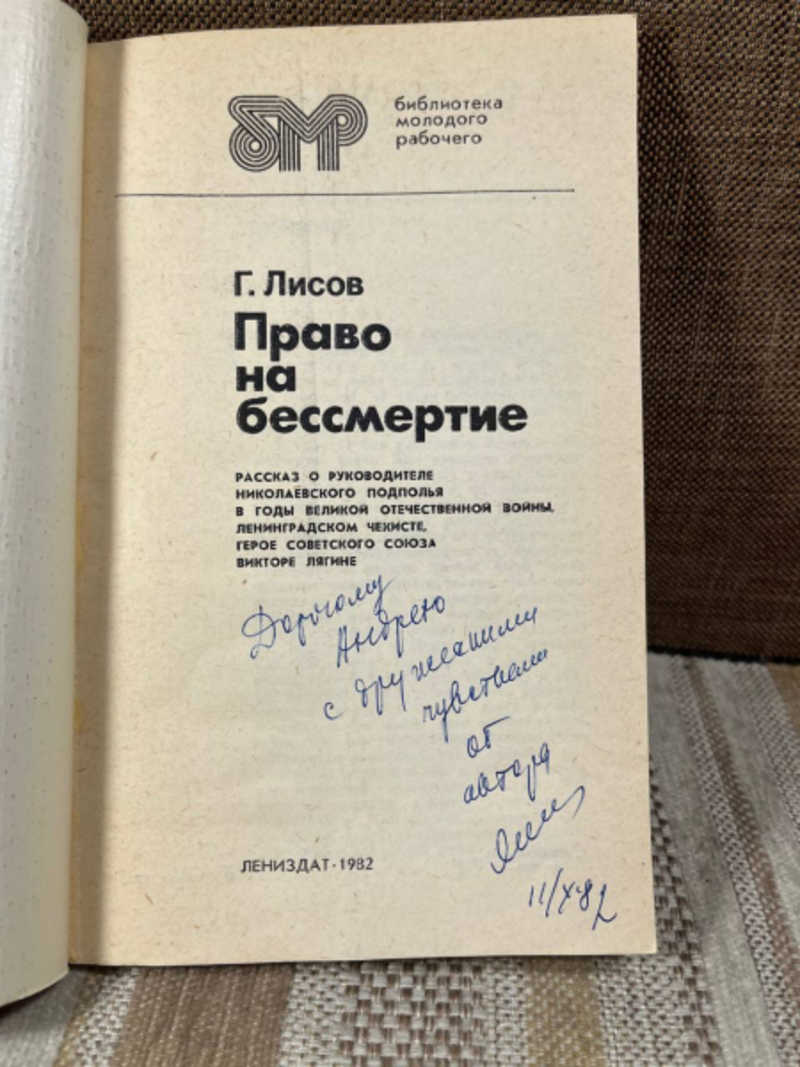 БМР
библиотека
молодого
рабочего
Г. Лисов
Право
на
бессмертие
РАССКАЗ О РУКОВОДИТЕЛЕ
НИКОЛАЕВСКОГО ПОДПОЛЬЯ
В ГОДЫ ВЕЛИКОЙ ОТЕЧЕСТВЕННОЙ ВОЙНЫ,
ЛЕНИНГРАДСКОМ ЧЕКИСТЕ,
ГЕРОЕ СОВЕТСКОГО СОЮЗА
ВИКТОРЕ ЛЯГИНЕ
Дорогому
Андрею
с дружескими
чувствами
от
автора
11/X-82
ЛЕНИЗДАТ·1982